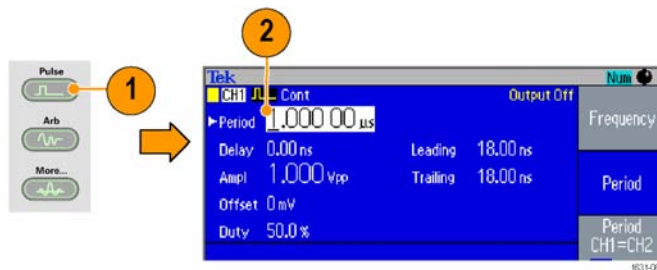 2
Pulse
1
Arb
More...
Tek Num
CH1 Cont Output Off
Period 1.000 00 µs
Frequency
Delay 0.00 ns Leading 18.00 ns
Ampl 1.000 Vpp Trailing 18.00 ns
Period
Offset 0 mV
Duty 50.0 %
Period
CH1=CH2